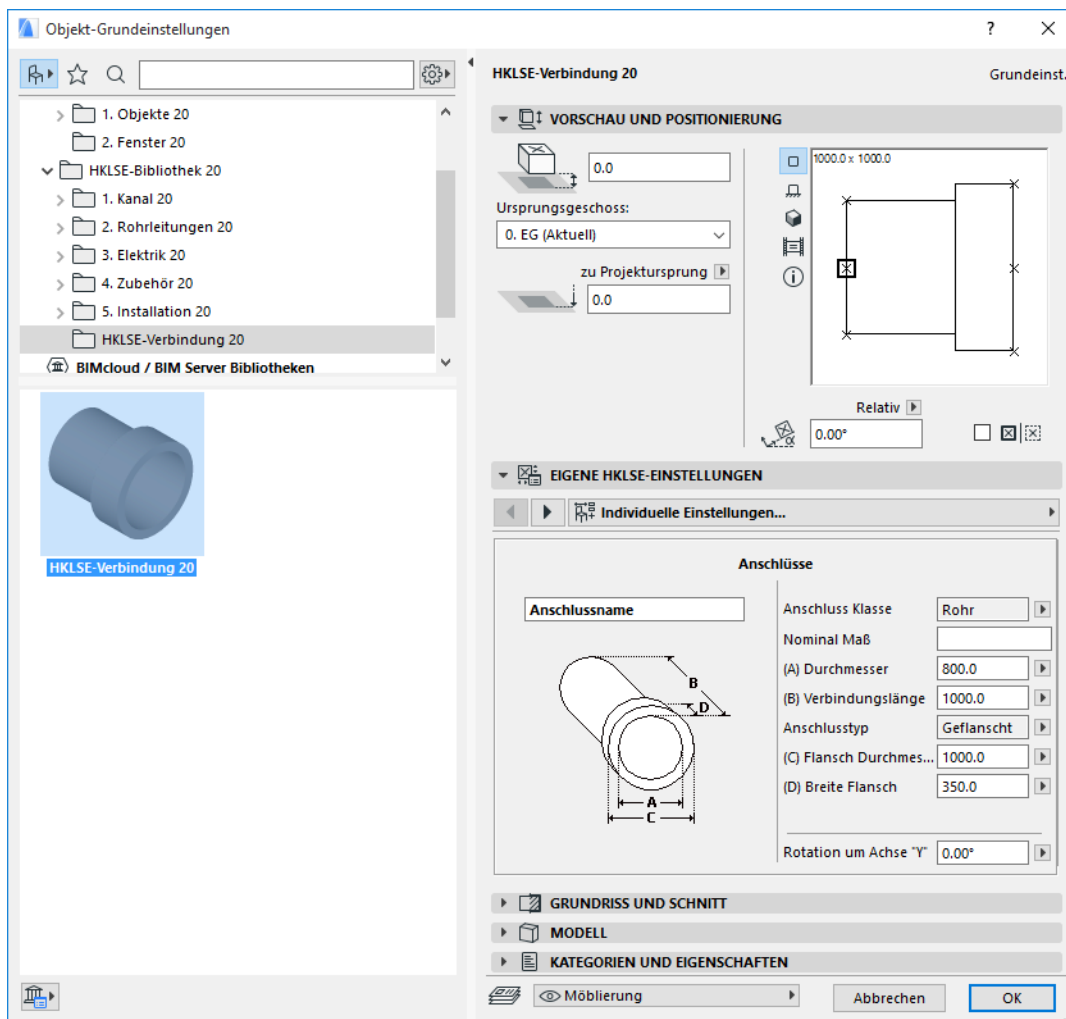 Objekt-Grundeinstellungen
?
1. Objekte 20
2. Fenster 20
HKLSE-Bibliothek 20
1. Kanal 20
2. Rohrleitungen 20
3. Elektrik 20
4. Zubehör 20
5. Installation 20
HKLSE-Verbindung 20
BIMcloud / BIM Server Bibliotheken
HKLSE-Verbindung 20
HKLSE-Verbindung 20 Grundeinst.
VORSCHAU UND POSITIONIERUNG
0.0
Ursprungsgeschoss:
0. EG (Aktuell)
zu Projektursprung
0.0
1000.0 x 1000.0
Relativ
α 0.00°
EIGENE HKLSE-EINSTELLUNGEN
Individuelle Einstellungen...
Anschlüsse
Anschlussname
B
D
A
C
Anschluss Klasse Rohr
Nominal Maß
(A) Durchmesser 800.0
(B) Verbindungslänge 1000.0
Anschlusstyp Geflanscht
(C) Flansch Durchmes... 1000.0
(D) Breite Flansch 350.0
Rotation um Achse "Y" 0.00°
GRUNDRISS UND SCHNITT
MODELL
KATEGORIEN UND EIGENSCHAFTEN
Möblierung
Abbrechen
OK